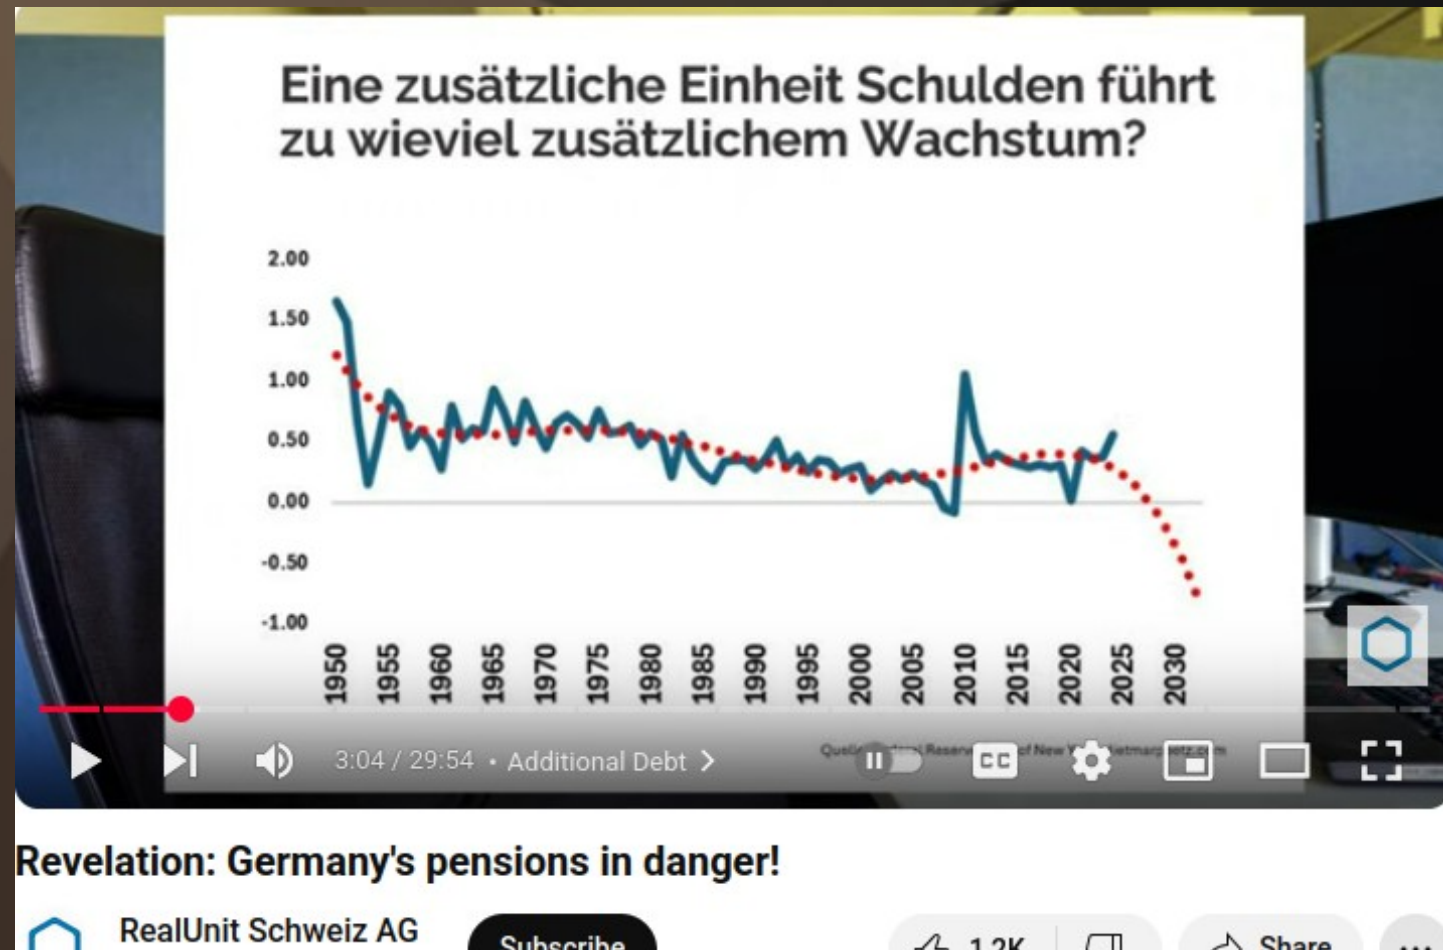 Eine zusätzliche Einheit Schulden führt
zu wieviel zusätzlichem Wachstum?
2.00
1.50
1.00
0.50
0.00
-0.50
-1.00
1950 1955 1960 1965 1970 1975 1980 1985 1990 1995 2000 2005 2010 2015 2020 2025 2030
of New
3:04 / 29:54 • Additional Debt
CC
Revelation: Germany's pensions in danger!
RealUnit Schweiz AG
Subscribe
1.2K
Share